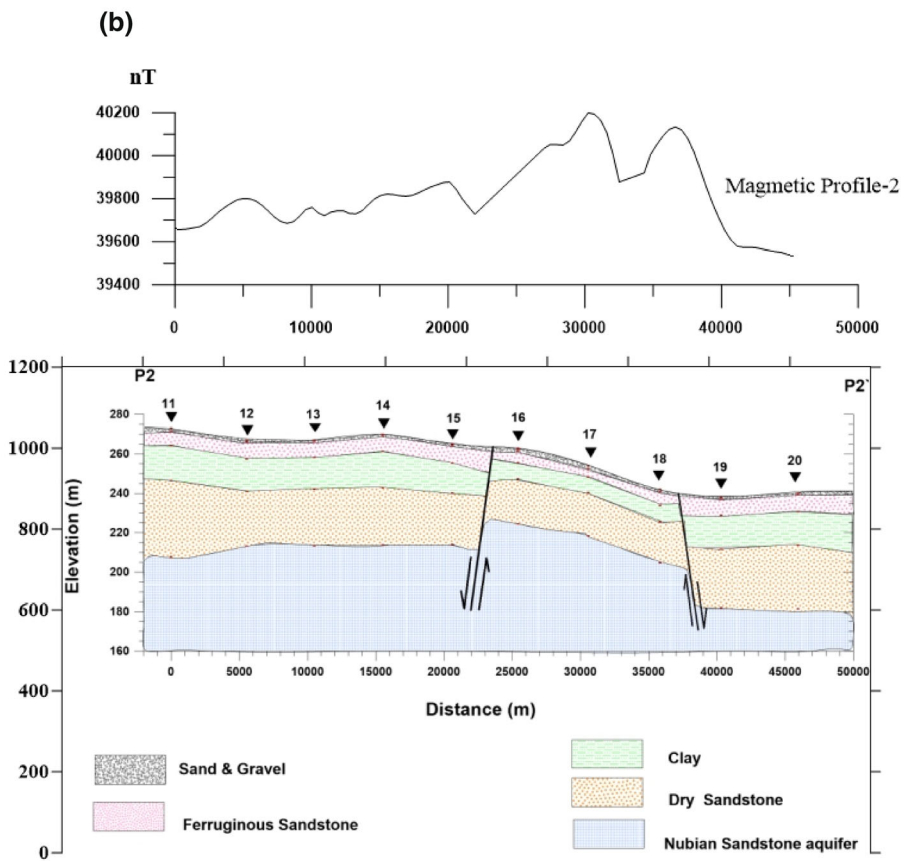 (b)
nT
40200
40000
39800
39600
39400
Magmetic Profile-2
0 10000 20000 30000 40000 50000
1200
1000
800
600
400
200
0
P2 P2`
11 12 13 14 15 16 17 18 19 20
280
260
240
220
200
180
160
Elevation (m)
0 5000 10000 15000 20000 25000 30000 35000 40000 45000 50000
Distance (m)
Sand & Gravel
Ferruginous Sandstone
Clay
Dry Sandstone
Nubian Sandstone aquifer